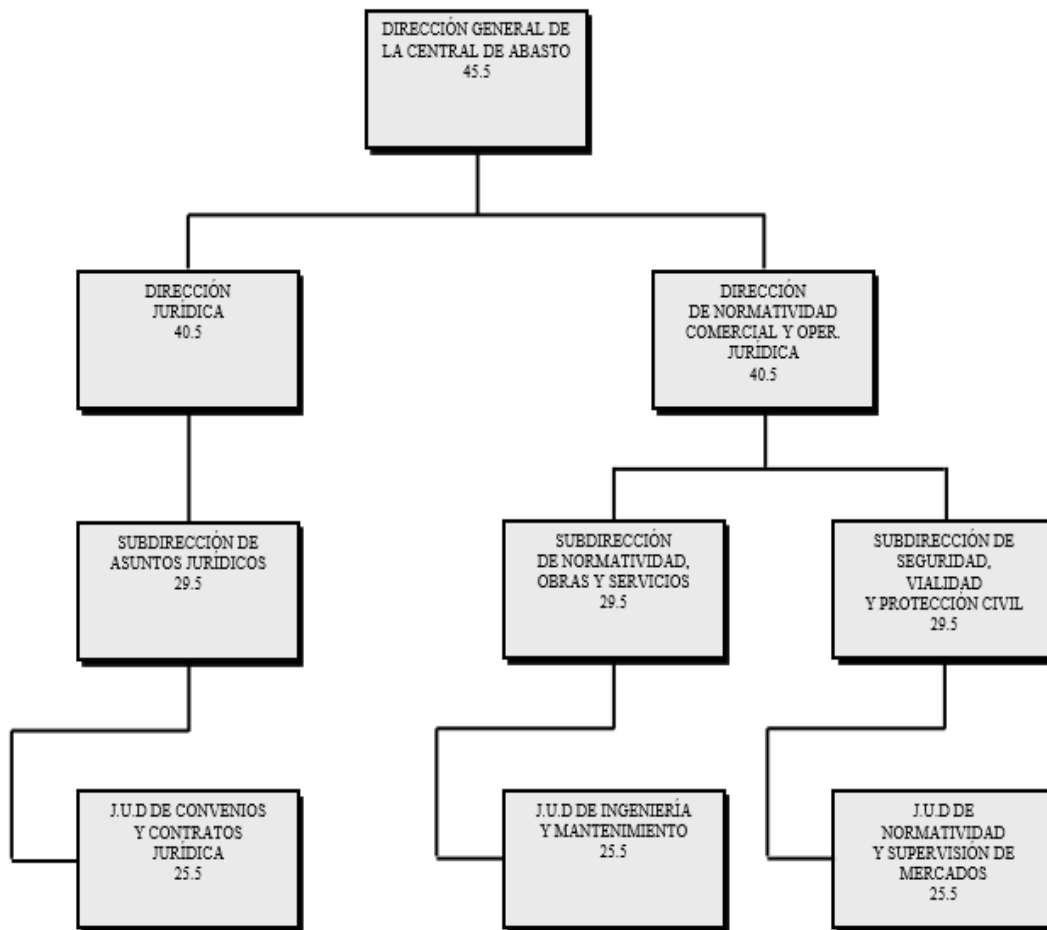 DIRECCIÓN GENERAL DE
LA CENTRAL DE ABASTO
45.5
DIRECCIÓN
JURÍDICA
40.5
DIRECCIÓN
DE NORMATIVIDAD
COMERCIAL Y OPER.
JURÍDICA
40.5
SUBDIRECCIÓN DE
ASUNTOS JURÍDICOS
29.5
SUBDIRECCIÓN
DE NORMATIVIDAD,
OBRAS Y SERVICIOS
29.5
SUBDIRECCIÓN DE
SEGURIDAD,
VIALIDAD
Y PROTECCIÓN CIVIL
29.5
J.U.D DE CONVENIOS
Y CONTRATOS
JURÍDICA
25.5
J.U.D DE INGENIERÍA
Y MANTENIMIENTO
25.5
J.U.D DE
NORMATIVIDAD
Y SUPERVISIÓN DE
MERCADOS
25.5